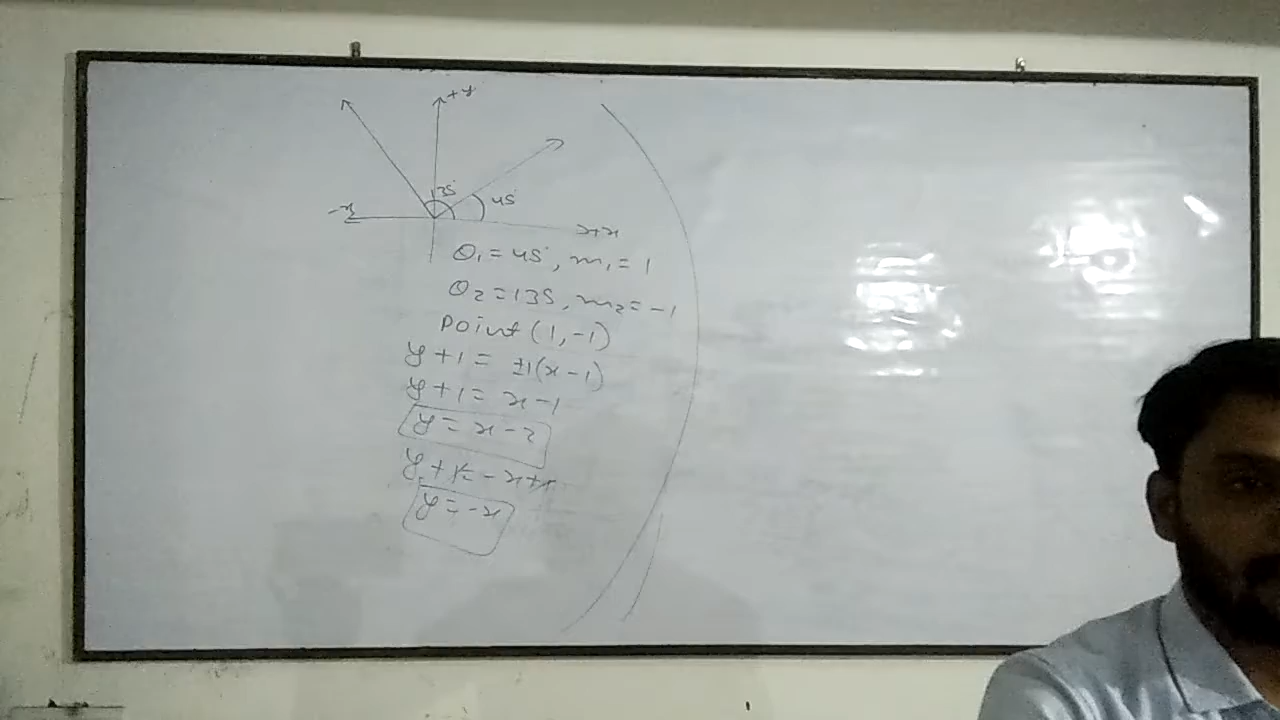 +y
135°
45
-x
+x
θ₁ = 45°, m₁ = 1
θ₂ = 135, m₂ = -1
Point (1, -1)
y + 1 = ±1(x - 1)
y + 1 = x - 1
y = x - 2
y + 1 = -x + 1
y = -x